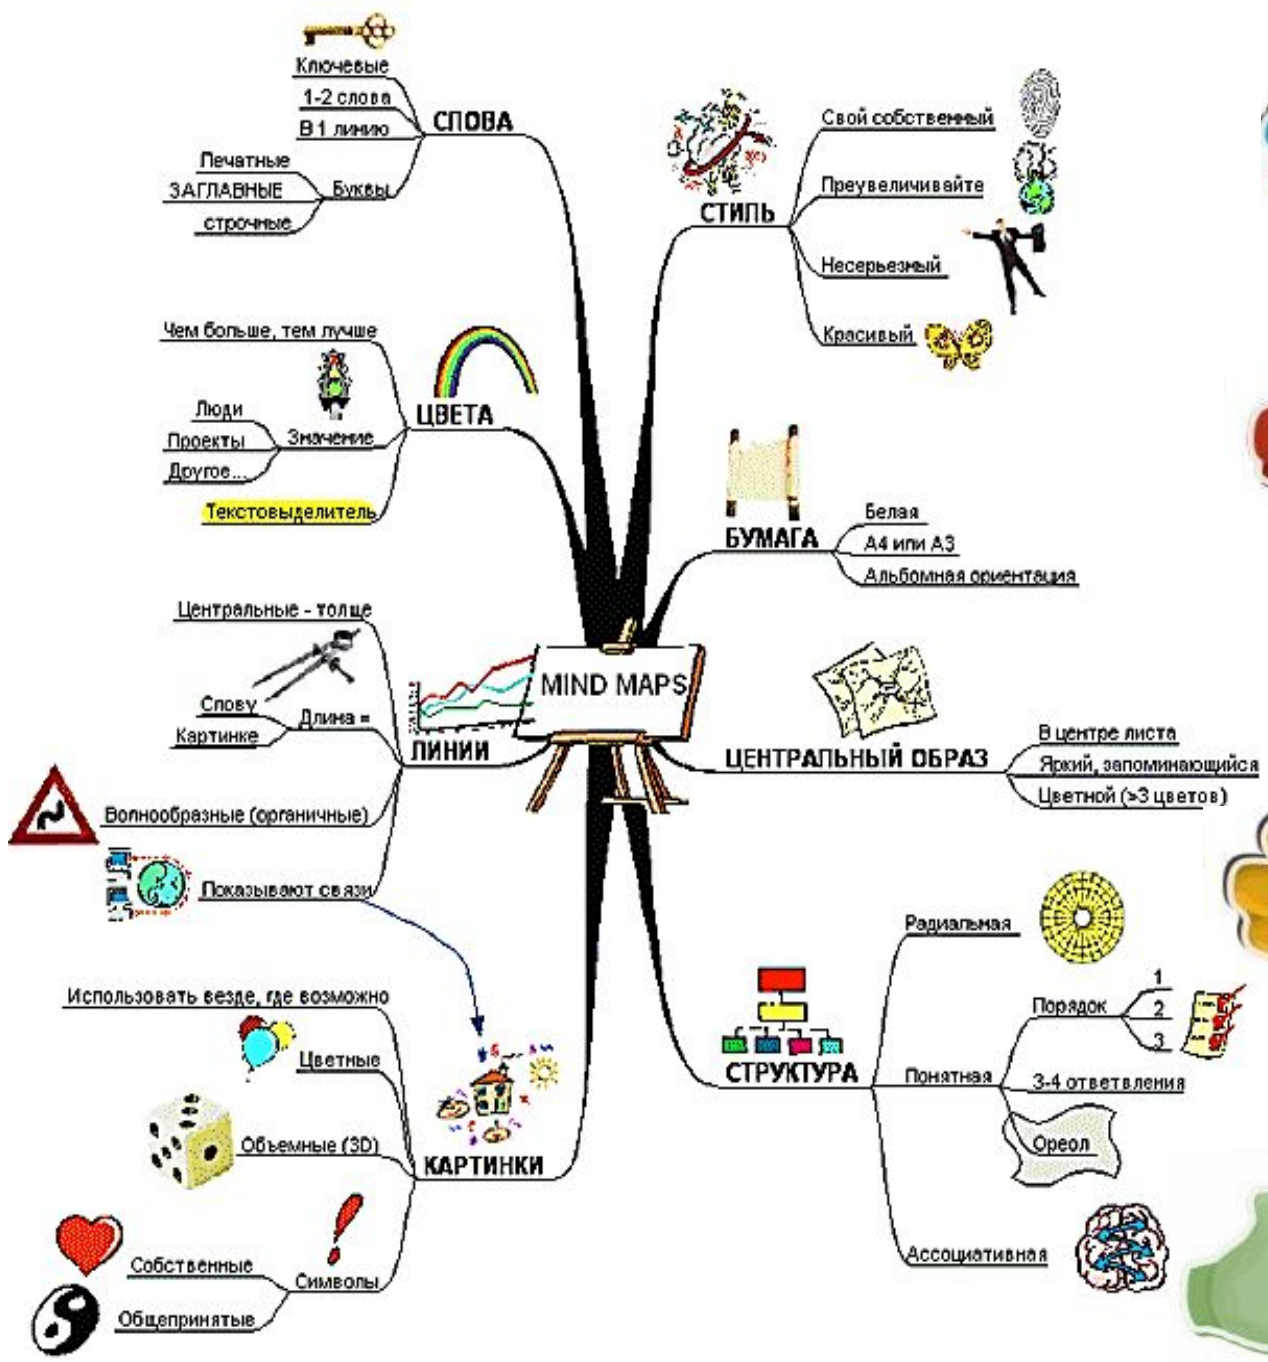 Ключевые
1-2 слова
В 1 линию
СЛОВА
Печатные
ЗАГЛАВНЫЕ
строчные
Буквы
Чем больше, тем лучше
ЦВЕТА
Люди
Проекты
Другое...
Значение
Текстовыделитель
Центральные - толще
Слову
Картинке
Длина =
ЛИНИИ
Волнообразные (органичные)
Показывают связи
Использовать везде, где возможно
Цветные
Объемные (3D)
КАРТИНКИ
Собственные
Общепринятые
Символы
MIND MAPS
СТИЛЬ
Свой собственный
Преувеличивайте
Несерьезный
Красивый
БУМАГА
Белая
А4 или А3
Альбомная ориентация
ЦЕНТРАЛЬНЫЙ ОБРАЗ
В центре листа
Яркий, запоминающийся
Цветной (>3 цветов)
СТРУКТУРА
Радиальная
Понятная
Порядок
1
2
3
3-4 ответвления
Ореол
Ассоциативная